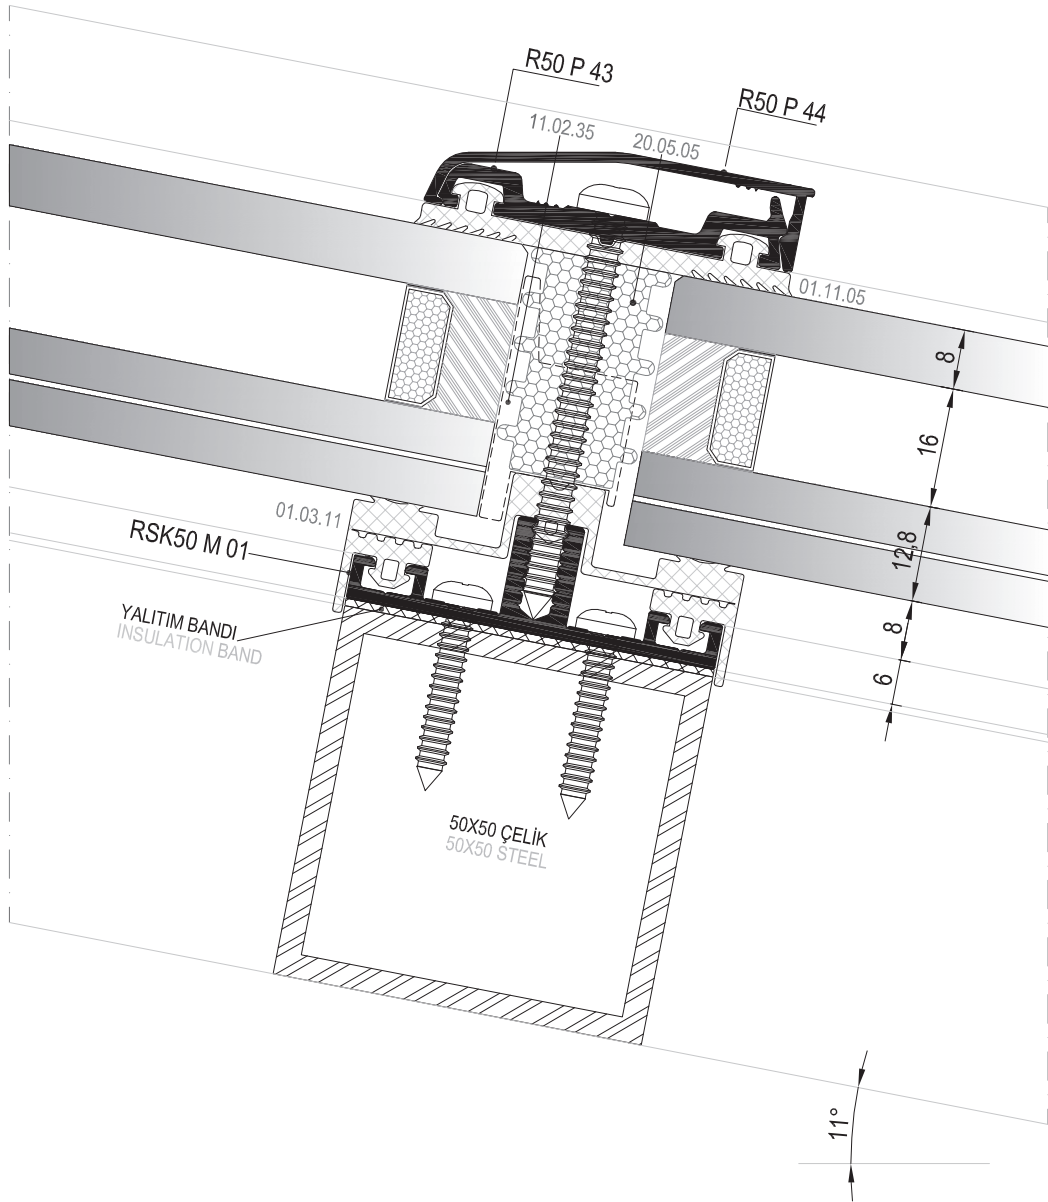 R50 P 43
R50 P 44
11.02.35
20.05.05
01.11.05
8
16
01.03.11
12,8
RSK50 M 01
8
YALITIM BANDI
INSULATION BAND
6
50X50 ÇELİK
50X50 STEEL
11°